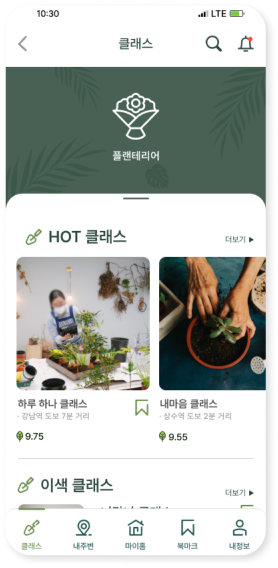 10:30
LTE
클래스
플랜테리어
HOT 클래스
더보기 ▶
하루 하나 클래스
· 강남역 도보 7분 거리
9.75
내마음 클래스
· 상수역 도보 2분 거리
9.55
이색 클래스
더보기 ▶
클래스
내주변
마이홈
북마크
내정보